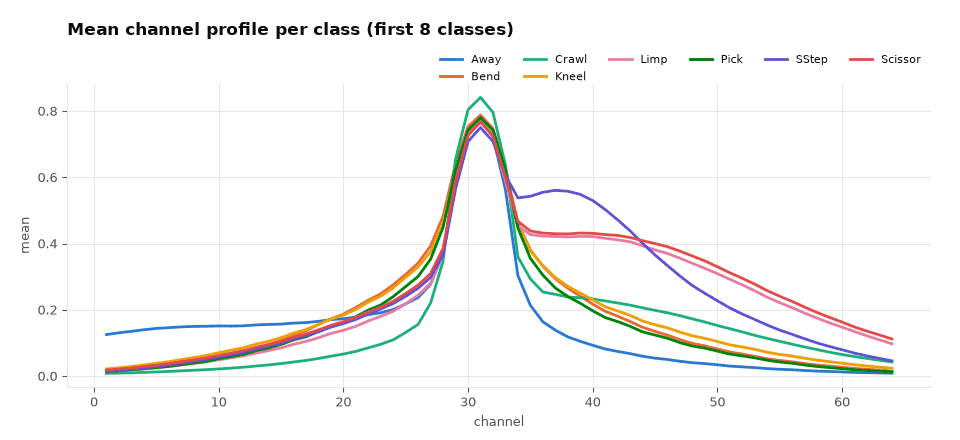 Mean channel profile per class (first 8 classes)
Away Crawl Limp Pick SStep Scissor
Bend Kneel
0.8
0.6
0.4
0.2
0.0
mean
0 10 20 30 40 50 60
channel